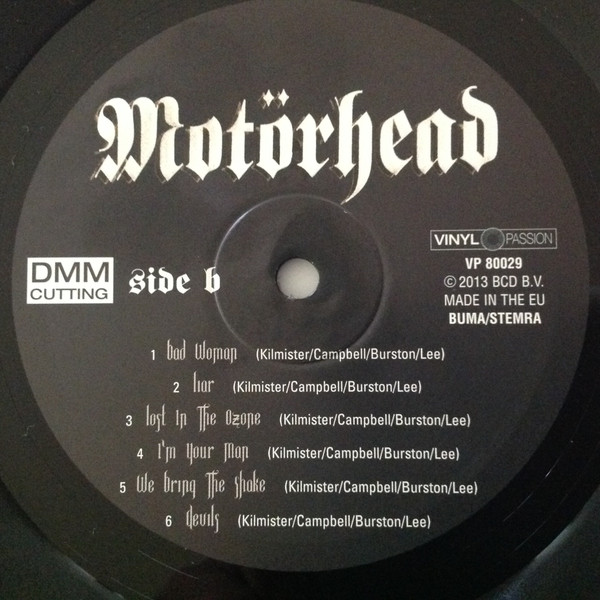 Motörhead
VINYL PASSION
VP 80029
© 2013 BCD B.V.
MADE IN THE EU
BUMA/STEMRA
DMM
CUTTING
side b
1 bad Woman (Kilmister/Campbell/Burston/Lee)
2 liar (Kilmister/Campbell/Burston/Lee)
3 lost In The Ozone (Kilmister/Campbell/Burston/Lee)
4 I'm Your Man (Kilmister/Campbell/Burston/Lee)
5 We bring The Shake (Kilmister/Campbell/Burston/Lee)
6 devils (Kilmister/Campbell/Burston/Lee)